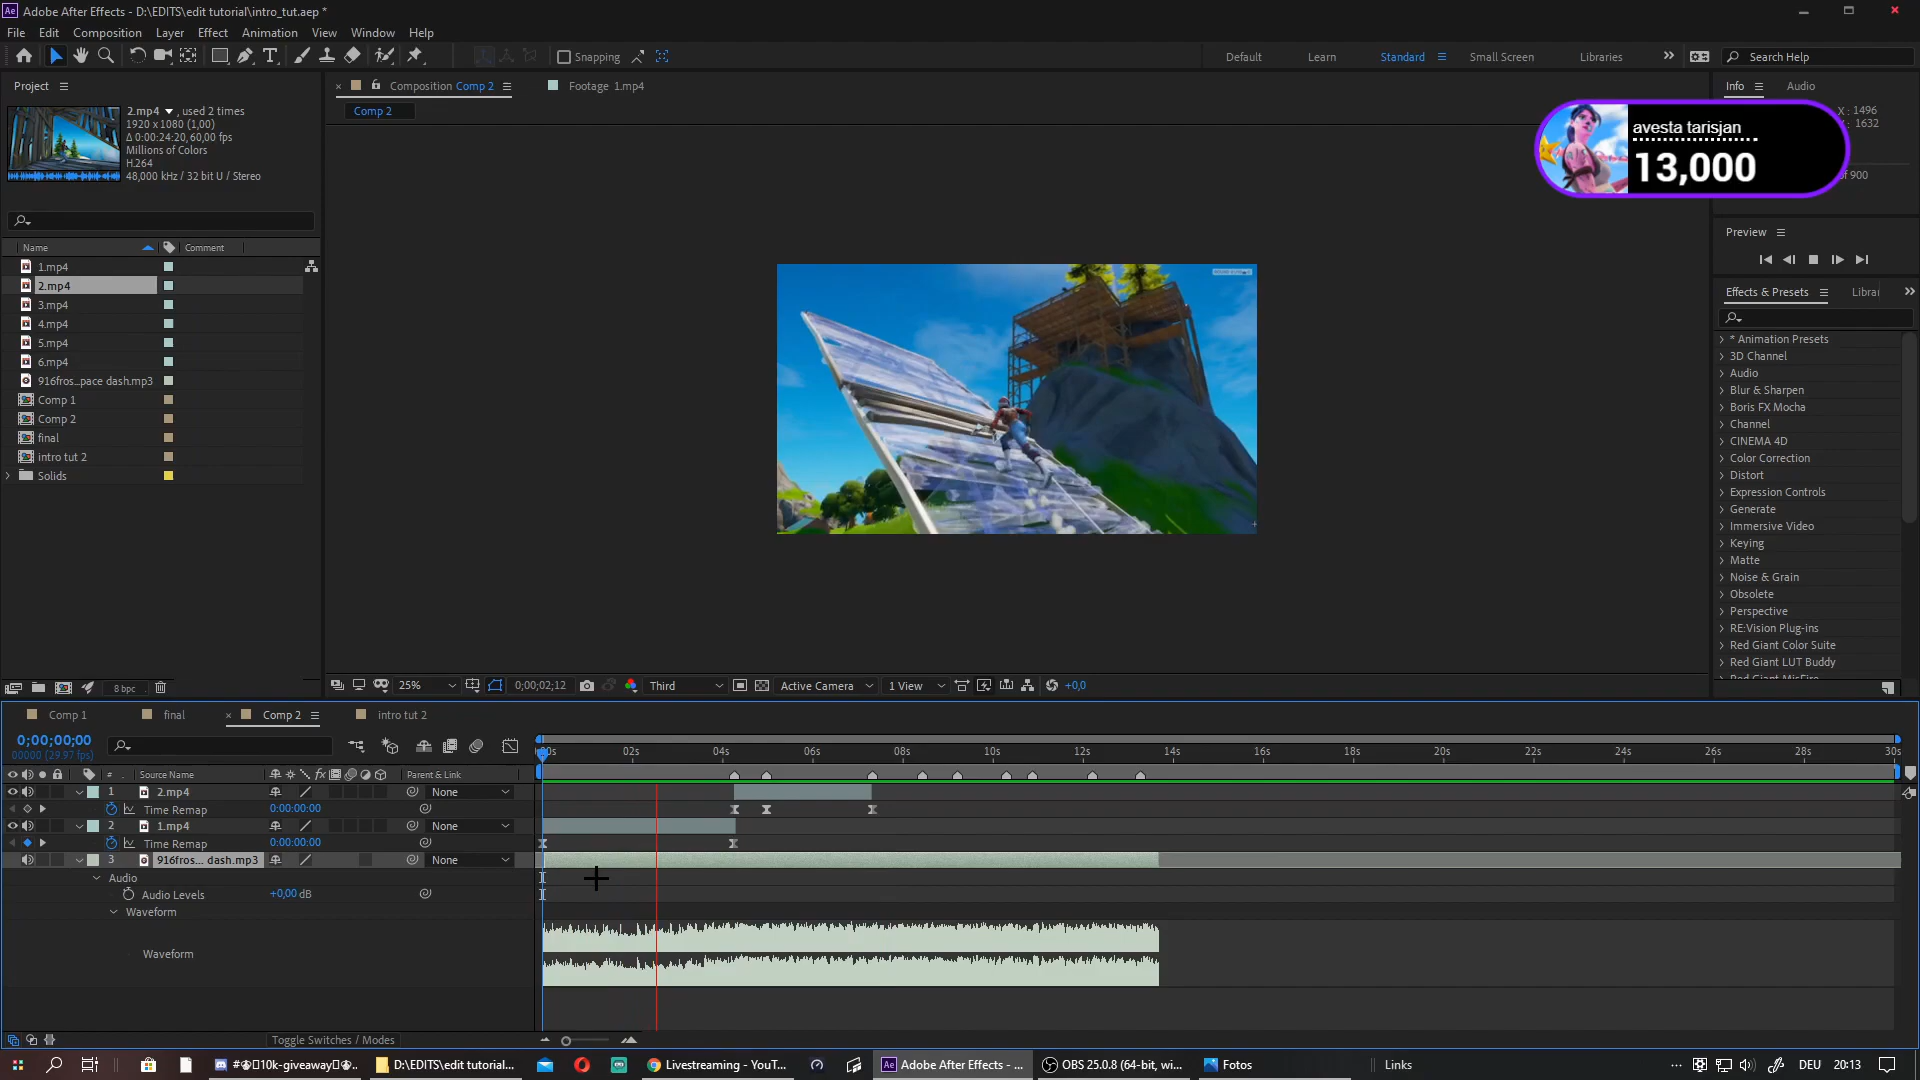 Adobe After Effects - D:\EDITS\edit tutorial\intro_tut.aep *
File Edit Composition Layer Effect Animation View Window Help
Snapping
Default Learn Standard Small Screen Libraries
Search Help
Project
2.mp4 , used 2 times
1920 x 1080 (1,00)
Δ 0:00:24:20, 60,00 fps
Millions of Colors
H.264
48,000 kHz / 32 bit U / Stereo
Name Comment
1.mp4
2.mp4
3.mp4
4.mp4
5.mp4
6.mp4
916fros...pace dash.mp3
Comp 1
Comp 2
final
intro tut 2
Solids
8 bpc
Composition Comp 2
Footage 1.mp4
Comp 2
25%
0;00;02;12
Third
Active Camera
1 View
+0,0
Info Audio
X : 1496
: 1632
avesta tarisjan
13,000
of 900
Preview
Effects & Presets
Librar
* Animation Presets
3D Channel
Audio
Blur & Sharpen
Boris FX Mocha
Channel
CINEMA 4D
Color Correction
Distort
Expression Controls
Generate
Immersive Video
Keying
Matte
Noise & Grain
Obsolete
Perspective
RE:Vision Plug-ins
Red Giant Color Suite
Red Giant LUT Buddy
Red Giant MisFire
Comp 1 final Comp 2 intro tut 2
0;00;00;00
00000 (29.97 fps)
:00s 02s 04s 06s 08s 10s 12s 14s 16s 18s 20s 22s 24s 26s 28s 30s
# Source Name Parent & Link
1 2.mp4 None
Time Remap 0:00:00:00
2 1.mp4 None
Time Remap 0:00:00:00
3 916fros... dash.mp3 None
Audio
Audio Levels +0,00 dB
Waveform
Waveform
Toggle Switches / Modes
10k-giveaway
D:\EDITS\edit tutorial...
Livestreaming - YouT...
Adobe After Effects - ...
OBS 25.0.8 (64-bit, wi...
Fotos
Links
DEU 20:13